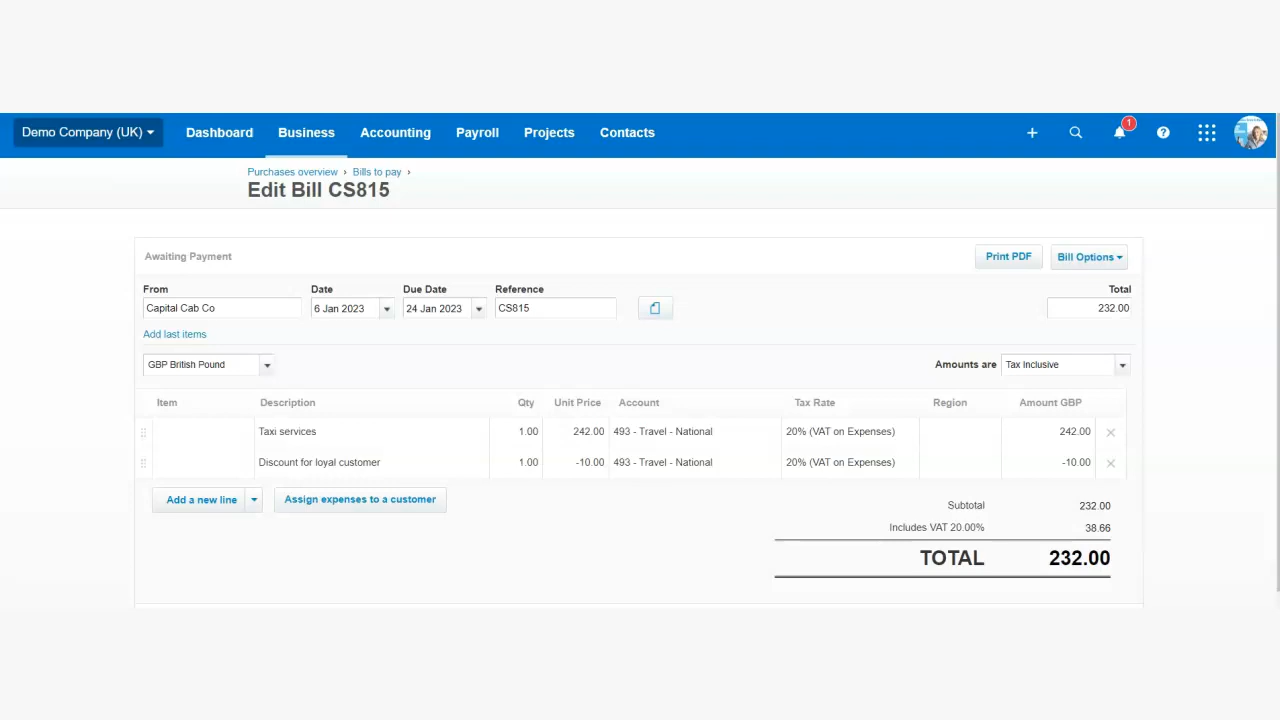 Demo Company (UK) Dashboard Business Accounting Payroll Projects Contacts 1
Purchases overview › Bills to pay ›
Edit Bill CS815
Awaiting Payment Print PDF Bill Options
From Date Due Date Reference Total
Capital Cab Co 6 Jan 2023 24 Jan 2023 CS815 232.00
Add last items
GBP British Pound Amounts are Tax Inclusive
Item Description Qty Unit Price Account Tax Rate Region Amount GBP
Taxi services 1.00 242.00 493 - Travel - National 20% (VAT on Expenses) 242.00
Discount for loyal customer 1.00 -10.00 493 - Travel - National 20% (VAT on Expenses) -10.00
Add a new line Assign expenses to a customer
Subtotal 232.00
Includes VAT 20.00% 38.66
TOTAL 232.00